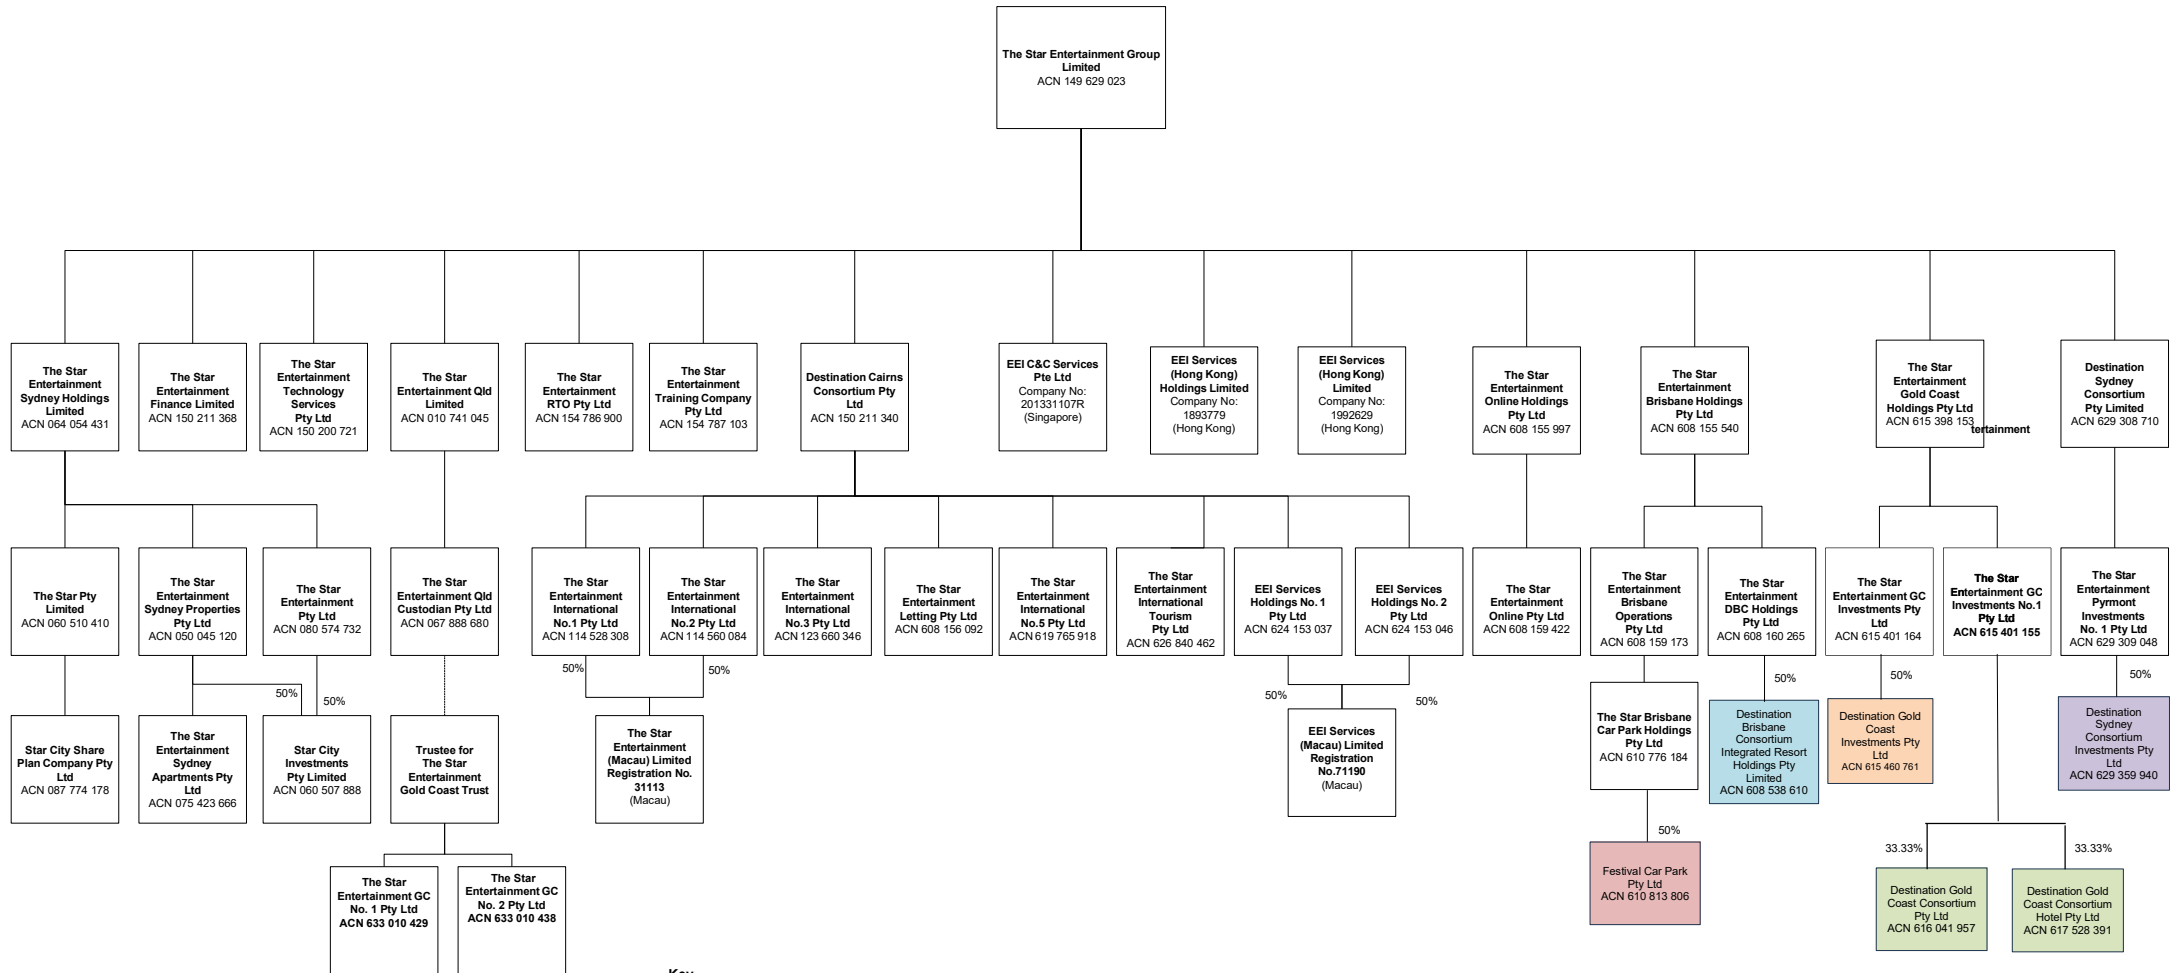 The Star Entertainment Group
Limited
ACN 149 629 023
The Star
Entertainment
Sydney Holdings
Limited
ACN 064 054 431
The Star
Entertainment
Finance Limited
ACN 150 211 368
The Star
Entertainment
Technology
Services
Pty Ltd
ACN 150 200 721
The Star
Entertainment Qld
Limited
ACN 010 741 045
The Star
Entertainment
RTO Pty Ltd
ACN 154 786 900
The Star
Entertainment
Training Company
Pty Ltd
ACN 154 787 103
Destination Cairns
Consortium Pty
Ltd
ACN 150 211 340
EEI C&C Services
Pte Ltd
Company No:
201331107R
(Singapore)
EEI Services
(Hong Kong)
Holdings Limited
Company No:
1893779
(Hong Kong)
EEI Services
(Hong Kong)
Limited
Company No:
1992629
(Hong Kong)
The Star
Entertainment
Online Holdings
Pty Ltd
ACN 608 155 997
The Star
Entertainment
Brisbane Holdings
Pty Ltd
ACN 608 155 540
The Star
Entertainment
Gold Coast
Holdings Pty Ltd
ACN 615 398 153
tertainment
Destination
Sydney
Consortium
Pty Limited
ACN 629 308 710
The Star Pty
Limited
ACN 060 510 410
The Star
Entertainment
Sydney Properties
Pty Ltd
ACN 050 045 120
The Star
Entertainment
Pty Ltd
ACN 080 574 732
The Star
Entertainment Qld
Custodian Pty Ltd
ACN 067 888 680
The Star
Entertainment
International
No.1 Pty Ltd
ACN 114 528 308
The Star
Entertainment
International
No.2 Pty Ltd
ACN 114 560 084
The Star
Entertainment
International
No.3 Pty Ltd
ACN 123 660 346
The Star
Entertainment
Letting Pty Ltd
ACN 608 156 092
The Star
Entertainment
International
No.5 Pty Ltd
ACN 619 765 918
The Star
Entertainment
International
Tourism
Pty Ltd
ACN 626 840 462
EEI Services
Holdings No. 1
Pty Ltd
ACN 624 153 037
EEI Services
Holdings No. 2
Pty Ltd
ACN 624 153 046
The Star
Entertainment
Online Pty Ltd
ACN 608 159 422
The Star
Entertainment
Brisbane
Operations
Pty Ltd
ACN 608 159 173
The Star
Entertainment
DBC Holdings
Pty Ltd
ACN 608 160 265
The Star
Entertainment GC
Investments Pty
Ltd
ACN 615 401 164
The Star
Entertainment GC
Investments No.1
Pty Ltd
ACN 615 401 155
The Star
Entertainment
Pyrmont
Investments
No. 1 Pty Ltd
ACN 629 309 048
50%
50%
50%
50%
50%
50%
50%
50%
50%
Star City Share
Plan Company Pty
Ltd
ACN 087 774 178
The Star
Entertainment
Sydney
Apartments Pty
Ltd
ACN 075 423 666
Star City
Investments
Pty Limited
ACN 060 507 888
Trustee for
The Star
Entertainment
Gold Coast Trust
The Star
Entertainment
(Macau) Limited
Registration No.
31113
(Macau)
EEI Services
(Macau) Limited
Registration
No.71190
(Macau)
The Star Brisbane
Car Park Holdings
Pty Ltd
ACN 610 776 184
Destination
Brisbane
Consortium
Integrated Resort
Holdings Pty
Limited
ACN 608 538 610
Destination Gold
Coast
Investments Pty
Ltd
ACN 615 460 761
Destination
Sydney
Consortium
Investments Pty
Ltd
ACN 629 359 940
50%
33.33%
33.33%
The Star
Entertainment GC
No. 1 Pty Ltd
ACN 633 010 429
The Star
Entertainment GC
No. 2 Pty Ltd
ACN 633 010 438
Festival Car Park
Pty Ltd
ACN 610 813 806
Destination Gold
Coast Consortium
Pty Ltd
ACN 616 041 957
Destination Gold
Coast Consortium
Hotel Pty Ltd
ACN 617 528 391
Key